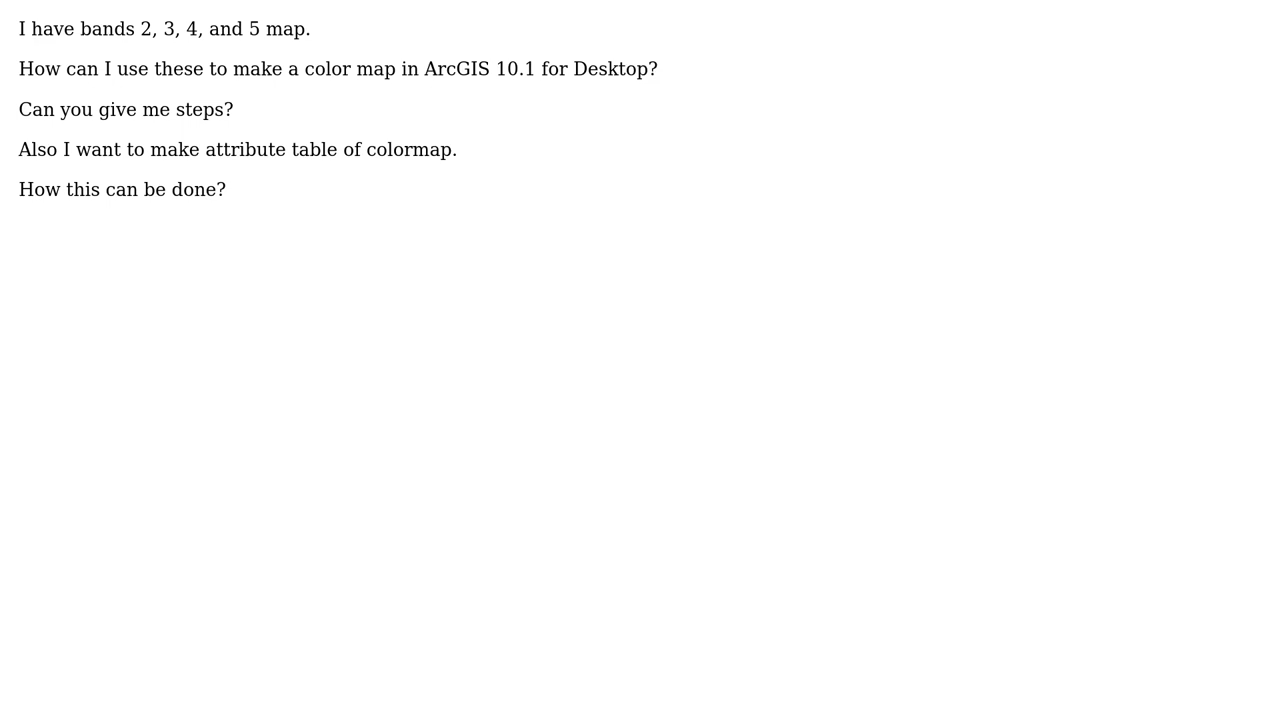 I have bands 2, 3, 4, and 5 map.
How can I use these to make a color map in ArcGIS 10.1 for Desktop?
Can you give me steps?
Also I want to make attribute table of colormap.
How this can be done?